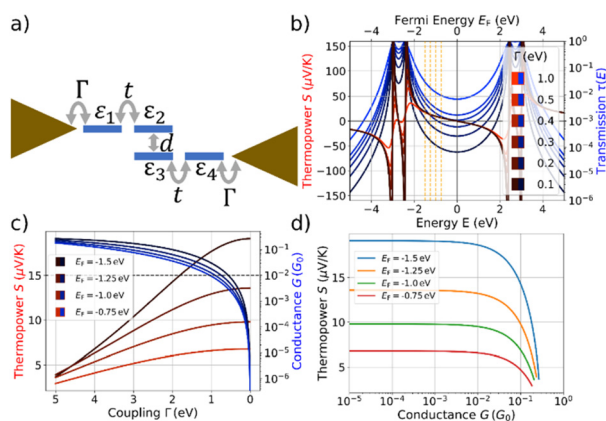 a)
Γ
t
ε1
ε2
d
ε3
ε4
t
Γ
b)
Fermi Energy EF (eV)
−4 −2 0 2 4
Thermopower S (μV/K)
150
100
50
0
−50
−100
−150
Γ(eV)
1.0
0.5
0.4
0.3
0.2
0.1
10^0
10^-1
10^-2
10^-3
10^-4
10^-5
10^-6
Transmission τ(E)
−4 −2 0 2 4
Energy E (eV)
c)
Thermopower S (μV/K)
15
10
5
EF = −1.5 eV
EF = −1.25 eV
EF = −1.0 eV
EF = −0.75 eV
10^-1
10^-2
10^-3
10^-4
10^-5
10^-6
Conductance G (G0)
5 4 3 2 1 0
Coupling Γ (eV)
d)
Thermopower S (μV/K)
15
10
5
EF = −1.5 eV
EF = −1.25 eV
EF = −1.0 eV
EF = −0.75 eV
10^-5 10^-4 10^-3 10^-2 10^-1 10^0
Conductance G (G0)